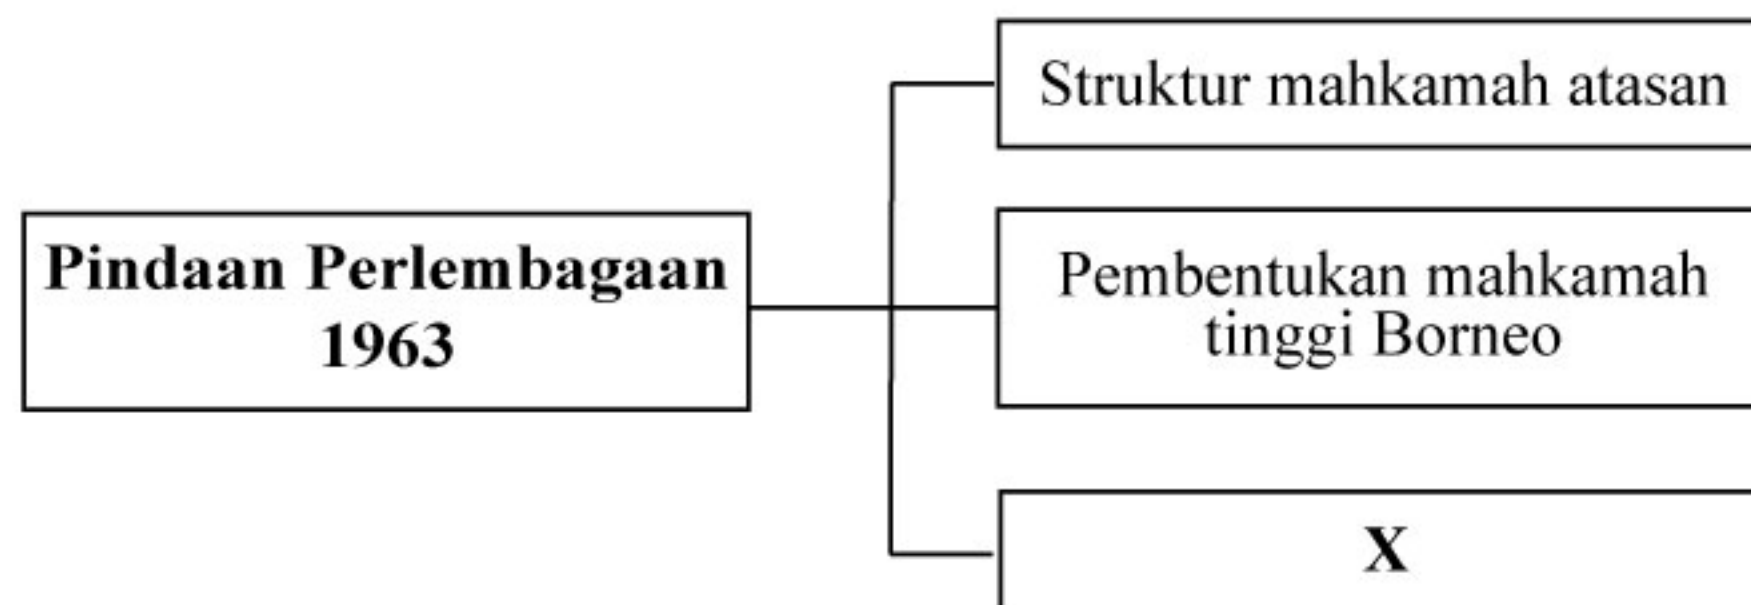 Struktur mahkamah atasan
Pindaan Perlembagaan
1963
Pembentukan mahkamah
tinggi Borneo
X